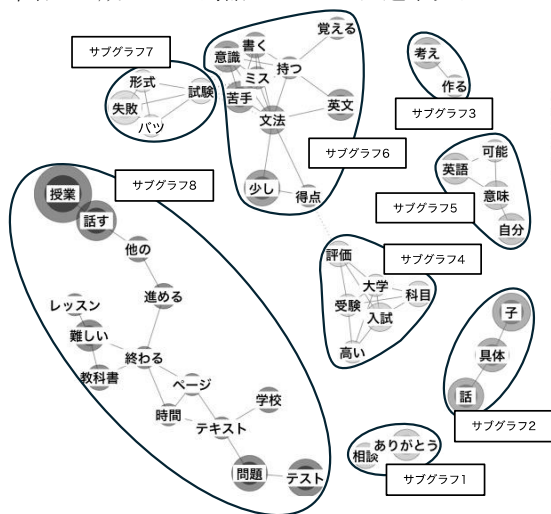 サブグラフ7
形式
試験
失敗
パツ
覚える
書く
意識
持つ
ミス
苦手
英文
文法
少し
得点
サブグラフ6
考え
作る
サブグラフ3
可能
英語
意味
自分
サブグラフ5
サブグラフ8
授業
話す
他の
進める
レッスン
難しい
終わる
教科書
ページ
時間
テキスト
学校
問題
テスト
評価
サブグラフ4
大学
科目
受験
入試
高い
子
具体
話
サブグラフ2
ありがとう
相談
サブグラフ1